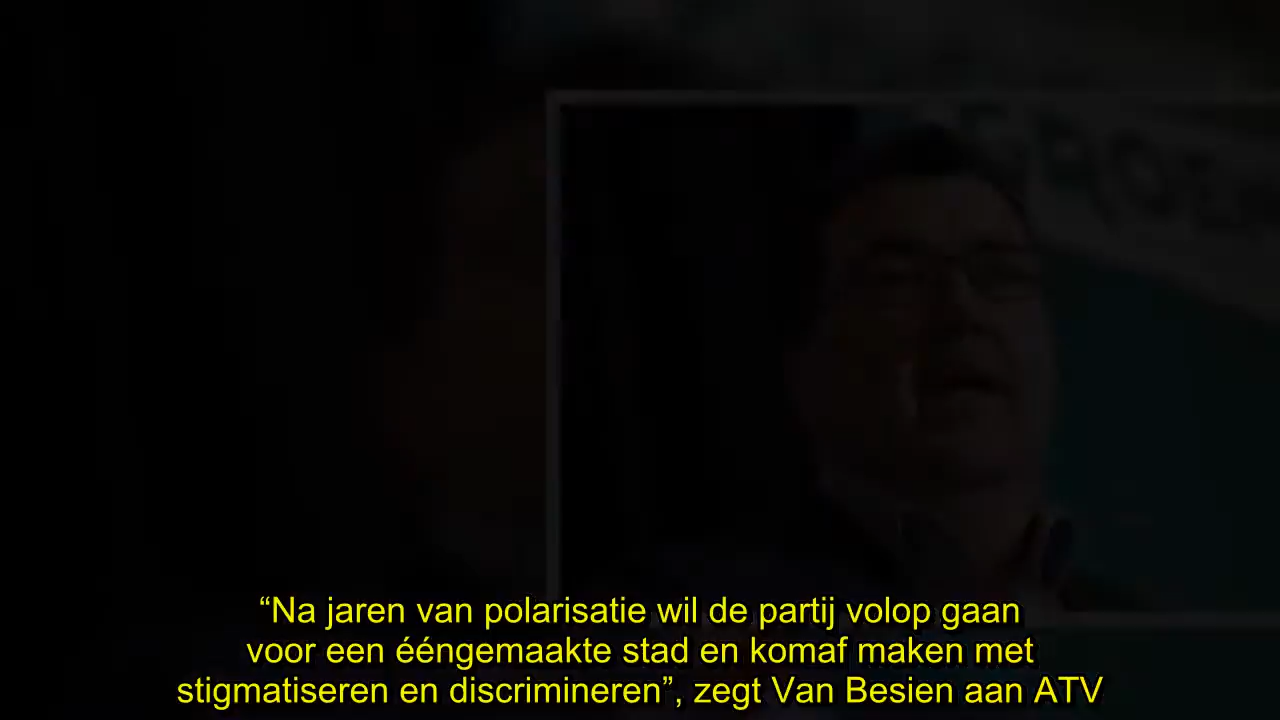 GROEN
“Na jaren van polarisatie wil de partij volop gaan
voor een ééngemaakte stad en komaf maken met
stigmatiseren en discrimineren”, zegt Van Besien aan ATV